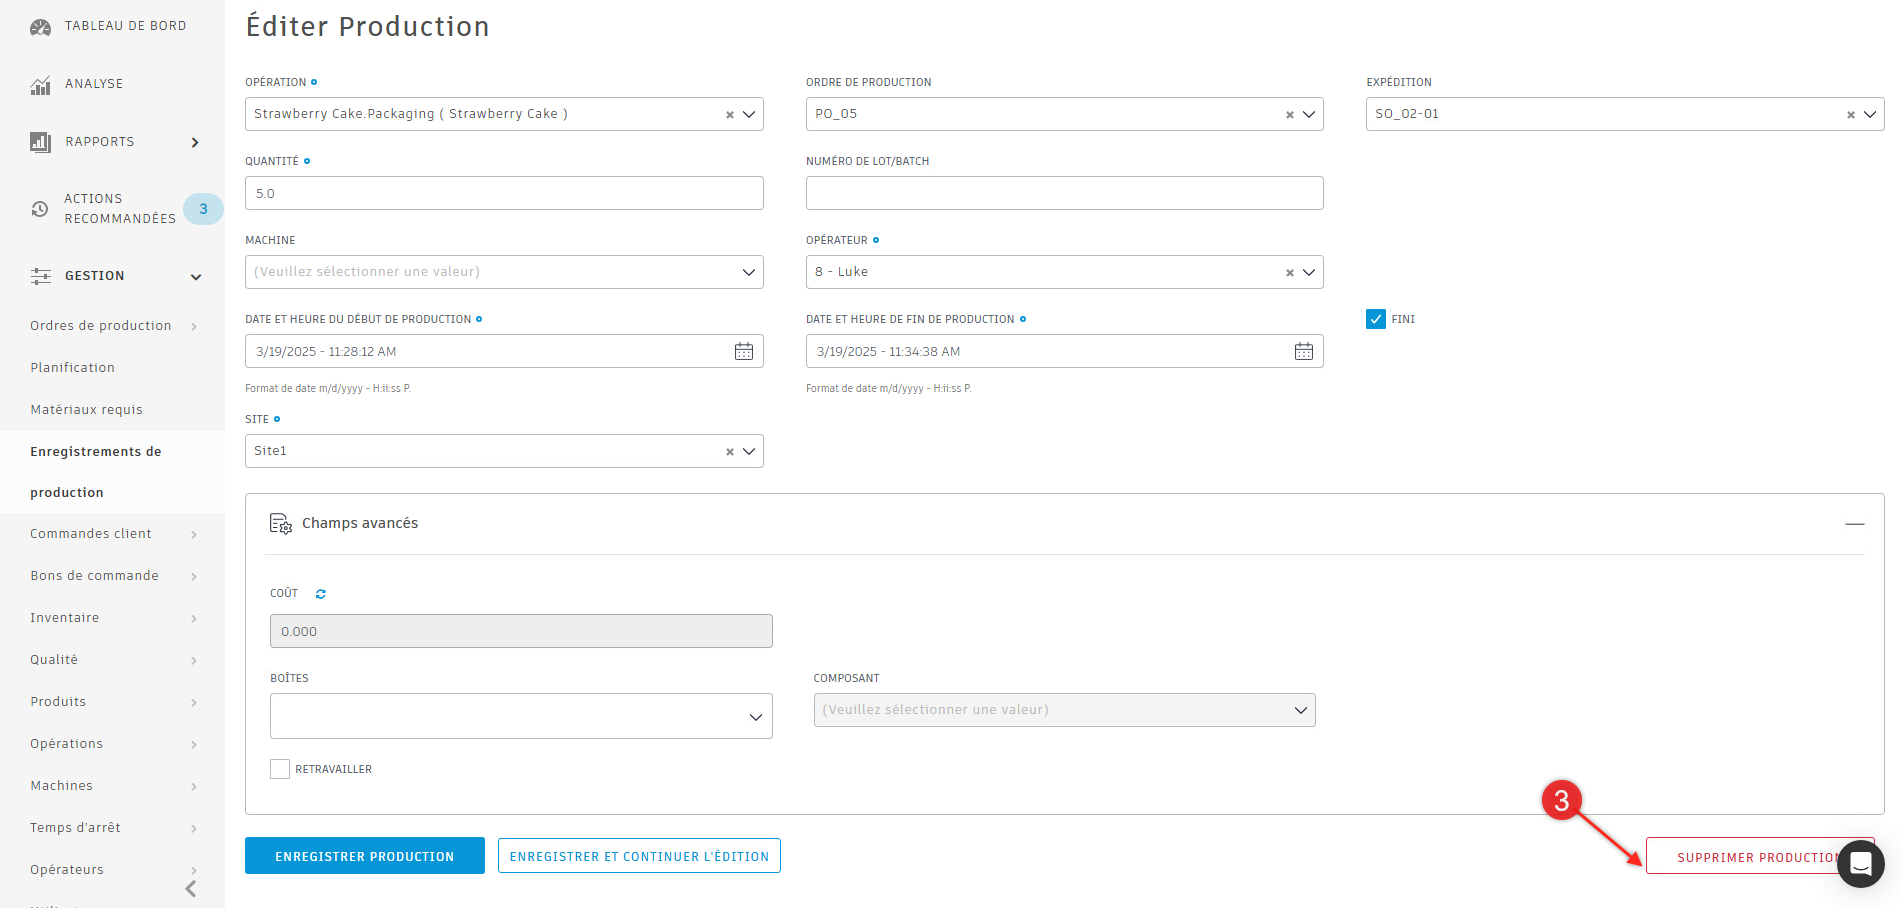 TABLEAU DE BORD
ANALYSE
RAPPORTS
ACTIONS
RECOMMANDÉES
3
GESTION
Ordres de production
Planification
Matériaux requis
Enregistrements de
production
Commandes client
Bons de commande
Inventaire
Qualité
Produits
Opérations
Machines
Temps d'arrêt
Opérateurs
Éditer Production
OPÉRATION
Strawberry Cake.Packaging ( Strawberry Cake )
ORDRE DE PRODUCTION
PO_05
EXPÉDITION
SO_02-01
QUANTITÉ
5.0
NUMÉRO DE LOT/BATCH
MACHINE
(Veuillez sélectionner une valeur)
OPÉRATEUR
8 - Luke
DATE ET HEURE DU DÉBUT DE PRODUCTION
3/19/2025 - 11:28:12 AM
Format de date m/d/yyyy - H:ii:ss P.
DATE ET HEURE DE FIN DE PRODUCTION
3/19/2025 - 11:34:38 AM
Format de date m/d/yyyy - H:ii:ss P.
FINI
SITE
Site1
Champs avancés
COÛT
0.000
BOÎTES
COMPOSANT
(Veuillez sélectionner une valeur)
RETRAVAILLER
3
ENREGISTRER PRODUCTION
ENREGISTRER ET CONTINUER L'ÉDITION
SUPPRIMER PRODUCTION